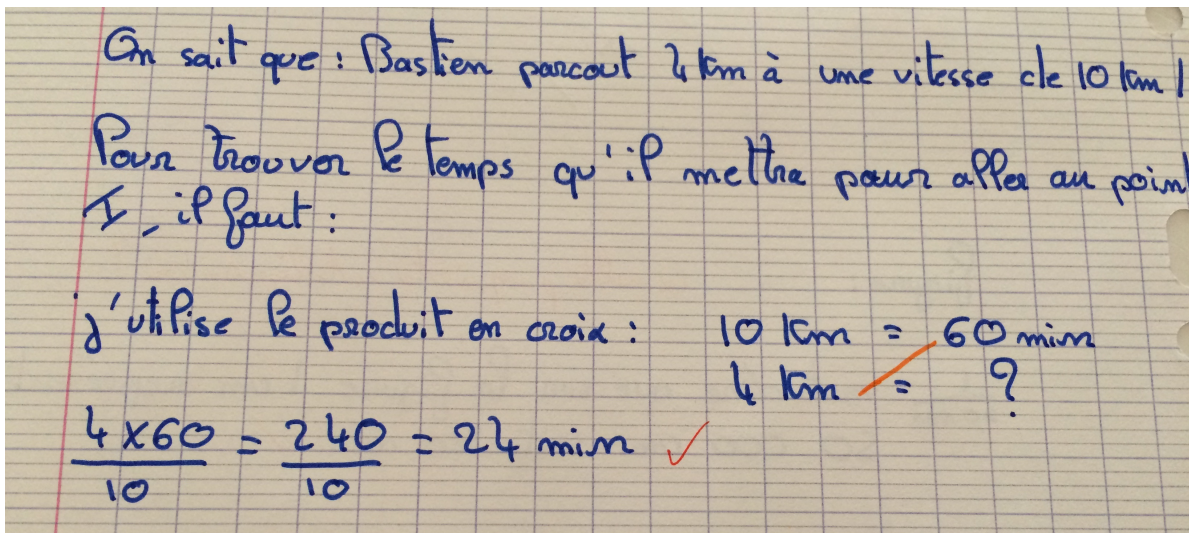 On sait que : Bastien parcout 4 km à une vitesse de 10 km/
Pour trouver le temps qu'il mettra pour aller au point
I, il faut :
j'utilise le produit en croix : 10 Km = 60 min
4 Km = ?
4 x 60 / 10 = 240 / 10 = 24 min ✓